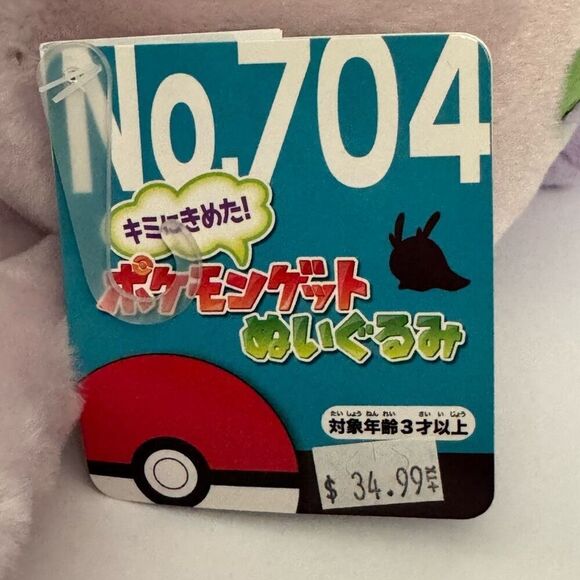 No.704
キミにきめた!
ポケモンゲット
ぬいぐるみ
たいしょうねんれい さい いじょう
対象年齢3才以上
$ 34.99+TX